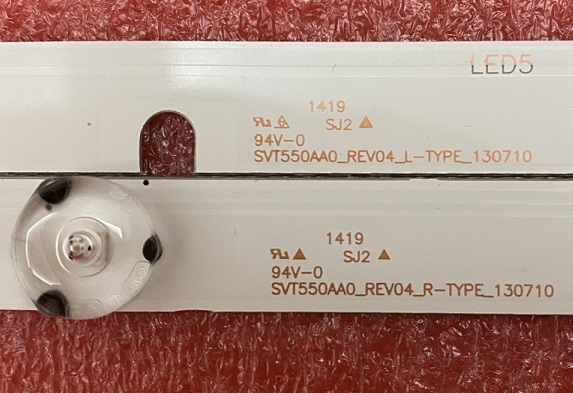 LED5
1419
SJ2
94V-0
SVT550AA0_REV04_L-TYPE_130710
1419
SJ2
94V-0
SVT550AA0_REV04_R-TYPE_130710